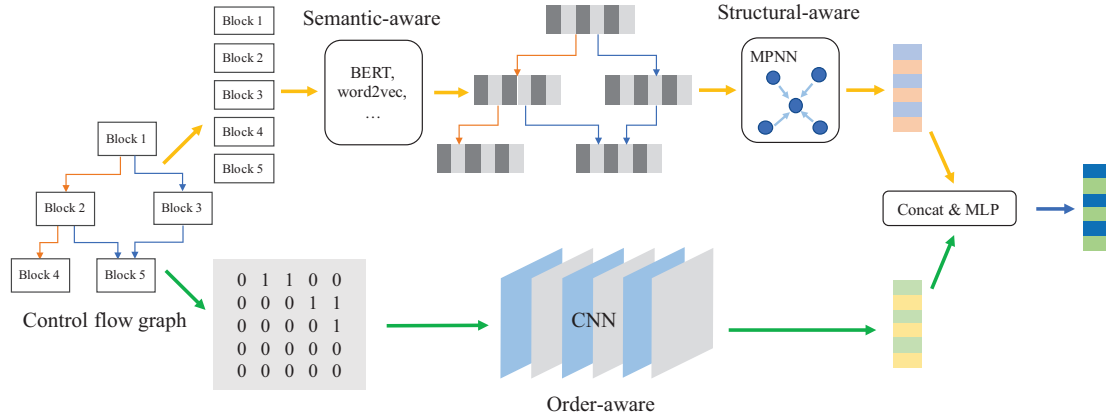 Semantic-aware
Structural-aware
Block 1
Block 2
Block 3
Block 4
Block 5
BERT,
word2vec,
...
MPNN
Block 1
Block 2
Block 3
Block 4
Block 5
Control flow graph
0 1 1 0 0
0 0 0 1 1
0 0 0 0 1
0 0 0 0 0
0 0 0 0 0
CNN
Order-aware
Concat & MLP